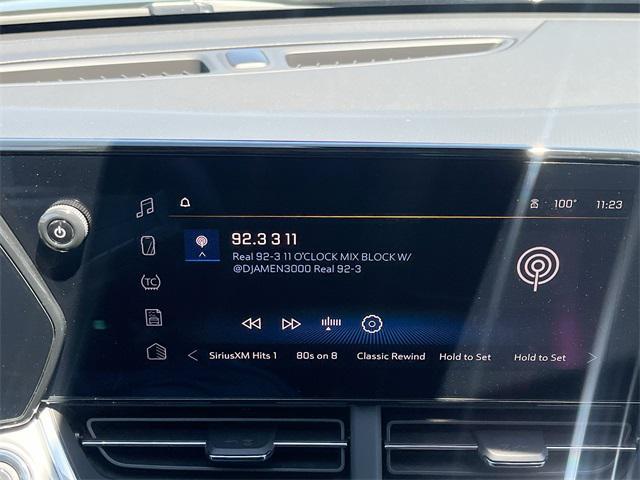 100° 11:23
92.3 3 11
Real 92-3 11 O'CLOCK MIX BLOCK W/
@DJAMEN3000 Real 92-3
TC
SiriusXM Hits 1 80s on 8 Classic Rewind Hold to Set Hold to Set